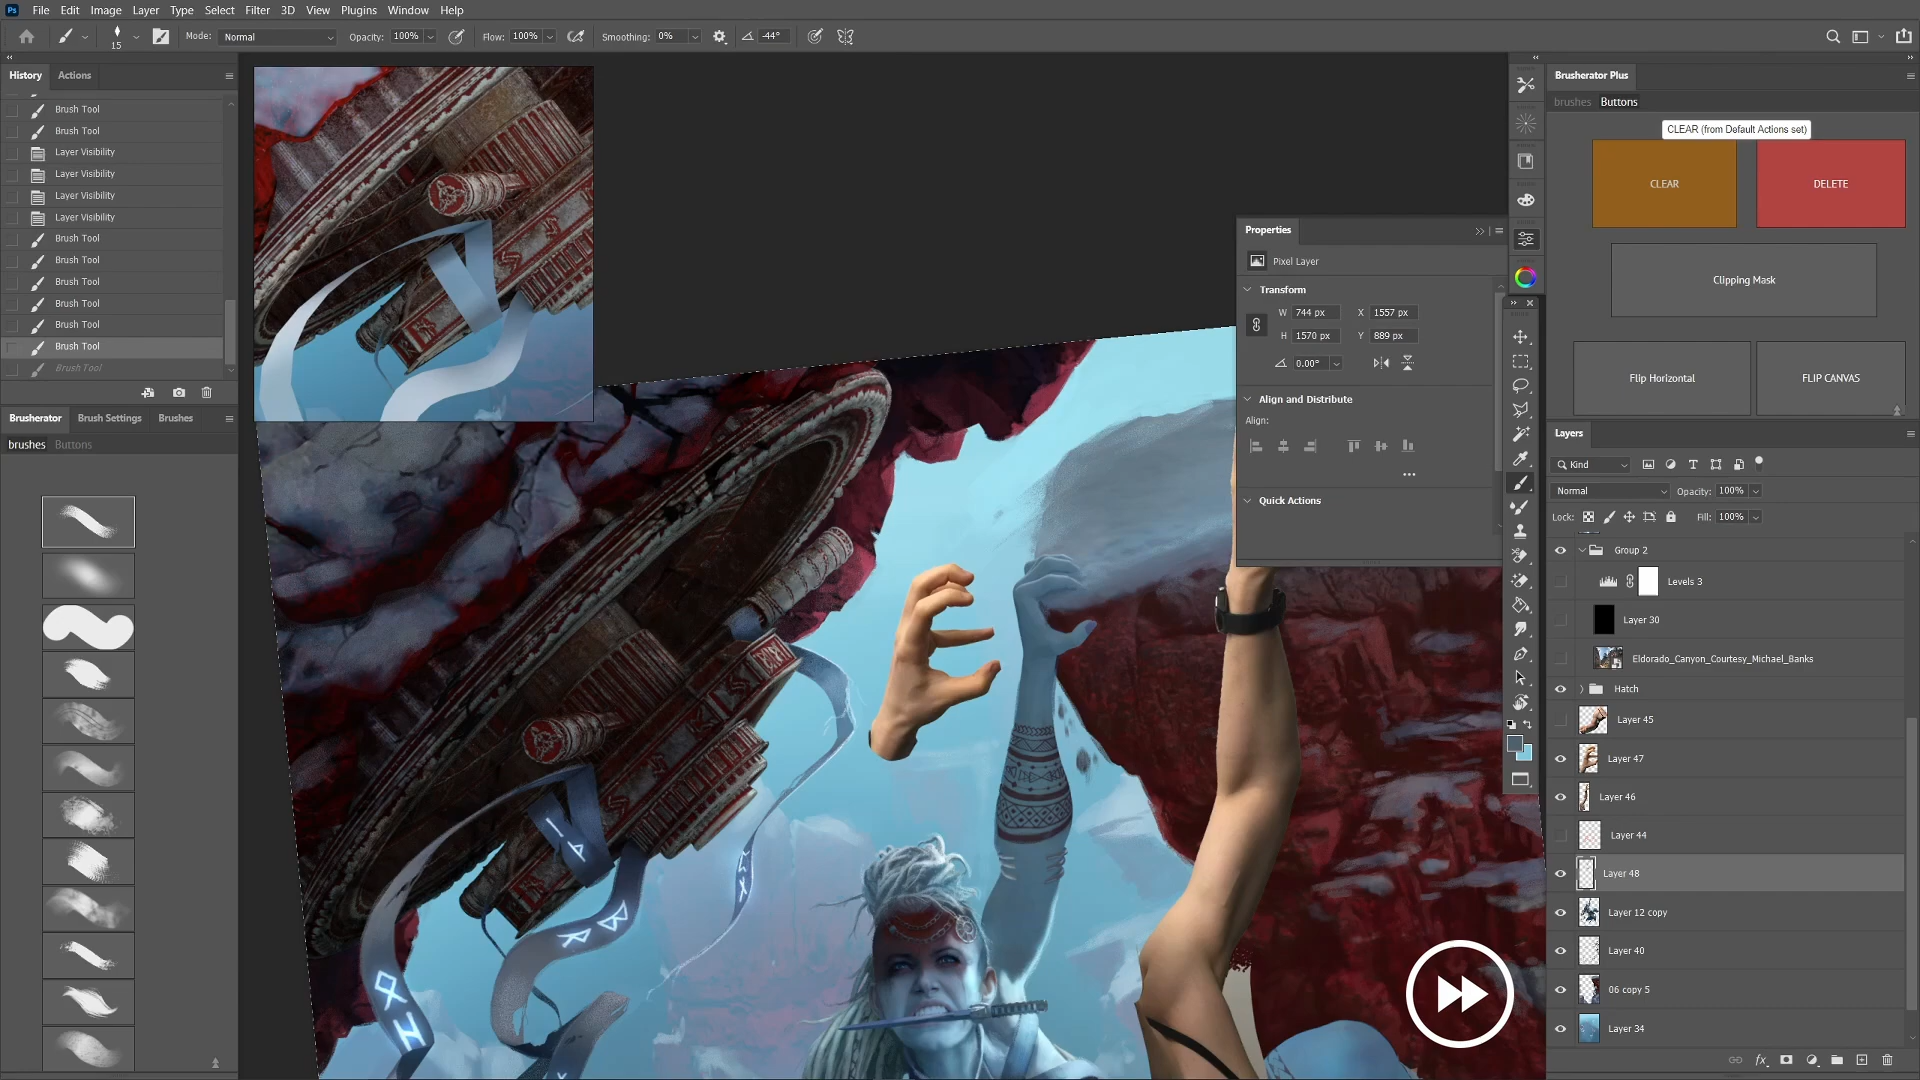 Ps File Edit Image Layer Type Select Filter 3D View Plugins Window Help
15 Mode: Normal Opacity: 100% Flow: 100% Smoothing: 0% -44°
History Actions
Brush Tool
Brush Tool
Layer Visibility
Layer Visibility
Layer Visibility
Layer Visibility
Brush Tool
Brush Tool
Brush Tool
Brush Tool
Brush Tool
Brush Tool
Brush Tool
Brusherator Brush Settings Brushes
brushes Buttons
Properties
Pixel Layer
Transform
W 744 px X 1557 px
H 1570 px Y 889 px
0.00°
Align and Distribute
Align:
Quick Actions
Brusherator Plus
brushes Buttons
CLEAR (from Default Actions set)
CLEAR DELETE
Clipping Mask
Flip Horizontal FLIP CANVAS
Layers
Kind
Normal Opacity: 100%
Lock: Fill: 100%
Group 2
Levels 3
Layer 30
Eldorado_Canyon_Courtesy_Michael_Banks
Hatch
Layer 45
Layer 47
Layer 46
Layer 44
Layer 48
Layer 12 copy
Layer 40
06 copy 5
Layer 34
fx